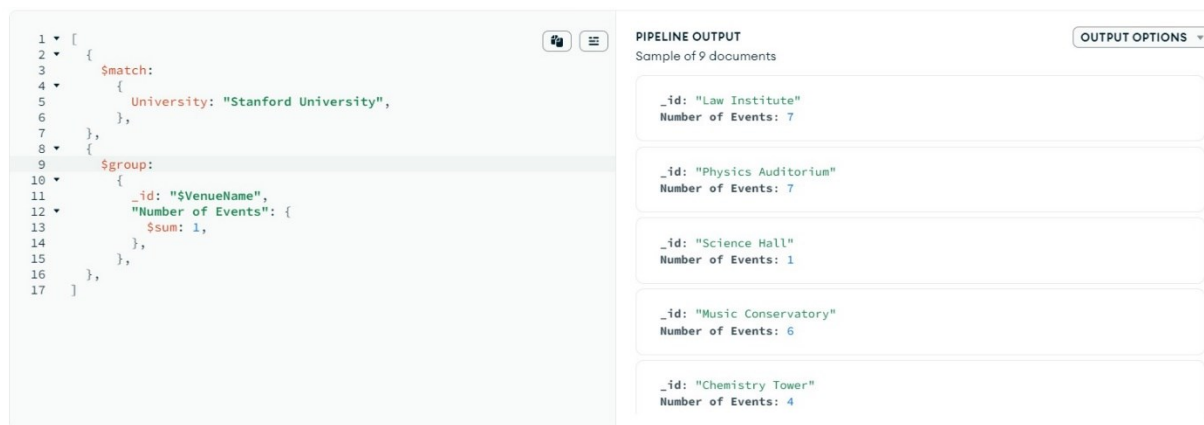 1 [
2 {
3 $match:
4 {
5 University: "Stanford University",
6 },
7 },
8 {
9 $group:
10 {
11 _id: "$VenueName",
12 "Number of Events": {
13 $sum: 1,
14 },
15 },
16 },
17 ]
PIPELINE OUTPUT
OUTPUT OPTIONS
Sample of 9 documents
_id: "Law Institute"
Number of Events: 7
_id: "Physics Auditorium"
Number of Events: 7
_id: "Science Hall"
Number of Events: 1
_id: "Music Conservatory"
Number of Events: 6
_id: "Chemistry Tower"
Number of Events: 4